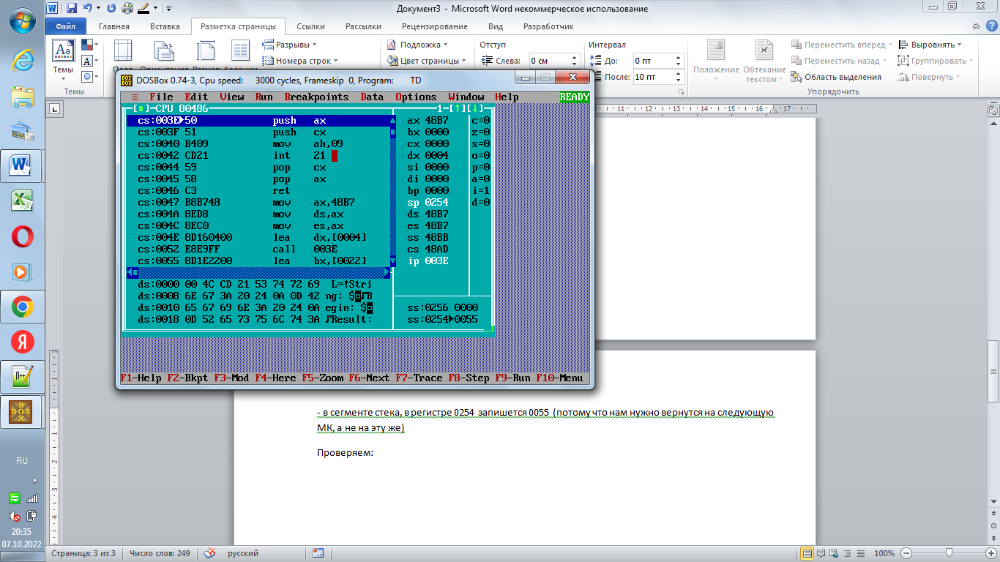 Документ3 - Microsoft Word некоммерческое использование
Файл Главная Вставка Разметка страницы Ссылки Рассылки Рецензирование Вид Разработчик
Темы
Темы
Разрывы
Номера строк
Подложка
Цвет страницы
Отступ
Слева: 0 см
Интервал
До: 0 пт
После: 10 пт
Положение
Обтекание текстом
Переместить вперед
Переместить назад
Область выделения
Выровнять
Группировать
Повернуть
Упорядочить
DOSBox 0.74-3, Cpu speed: 3000 cycles, Frameskip 0, Program: TD
≡ File Edit View Run Breakpoints Data Options Window Help READY
[■]=CPU 80486 1=[↑][↓]
cs:003E▶50 push ax ax 48B7 c=0
cs:003F 51 push cx bx 0000 z=0
cs:0040 B409 mov ah,09 cx 0000 s=0
cs:0042 CD21 int 21 dx 0004 o=0
cs:0044 59 pop cx si 0000 p=0
cs:0045 58 pop ax di 0000 a=0
cs:0046 C3 ret bp 0000 i=1
cs:0047 B8B748 mov ax,48B7 sp 0254 d=0
cs:004A 8ED8 mov ds,ax ds 48B7
cs:004C 8EC0 mov es,ax es 48B7
cs:004E 8D160400 lea dx,[0004] ss 48BB
cs:0052 E8E9FF call 003E cs 48AD
cs:0055 8D1E2200 lea bx,[0022] ip 003E
ds:0000 00 4C CD 21 53 74 72 69 L=!Stri
ds:0008 6E 67 3A 20 24 0A 0D 42 ng: $◙♪B
ds:0010 65 67 69 6E 3A 20 24 0A egin: $◙ ss:0256 0000
ds:0018 0D 52 65 73 75 6C 74 3A ♪Result: ss:0254▶0055
F1-Help F2-Bkpt F3-Mod F4-Here F5-Zoom F6-Next F7-Trace F8-Step F9-Run F10-Menu
11 12 13 14 15 16 17
- в сегменте стека, в регистре 0254 запишется 0055 (потому что нам нужно вернутся на следующую
МК, а не на эту же)
Проверяем:
RU
20:35
07.10.2022
Страница: 3 из 3 Число слов: 249 русский 100%